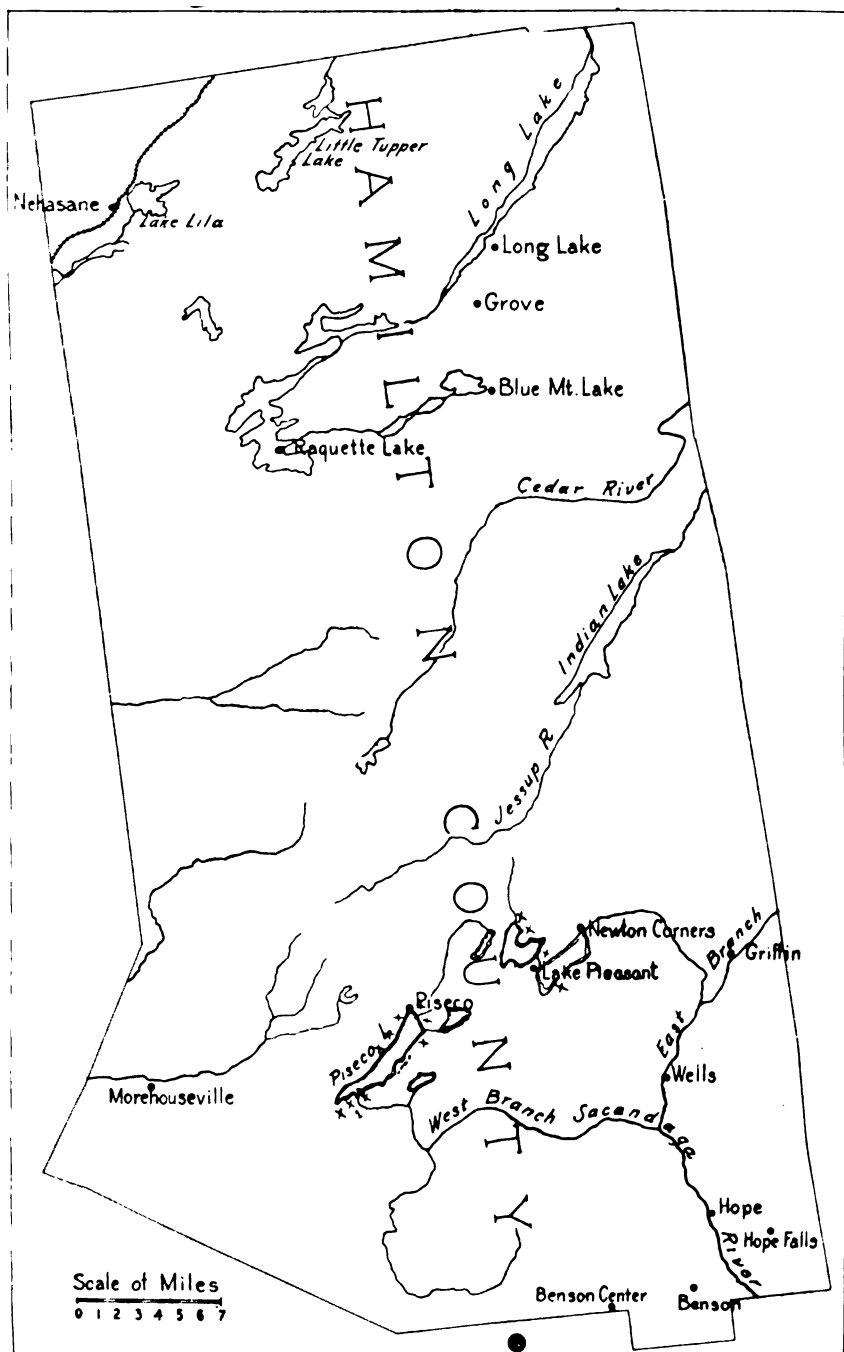 HAMILTON COUNTY
Long Lake
Little Tupper
Lake
Nehasane
Lake Lila
Long Lake
Grove
Blue Mt. Lake
Raquette Lake
Cedar River
Indian Lake
Jessup R
Newton Corners
East Branch
Griffin
Lake Pleasant
Piseco
Piseco L
Wells
Morehouseville
West Branch Sacandaga River
1
Hope
Hope Falls
Benson Center
Benson
Scale of Miles
0 1 2 3 4 5 6 7